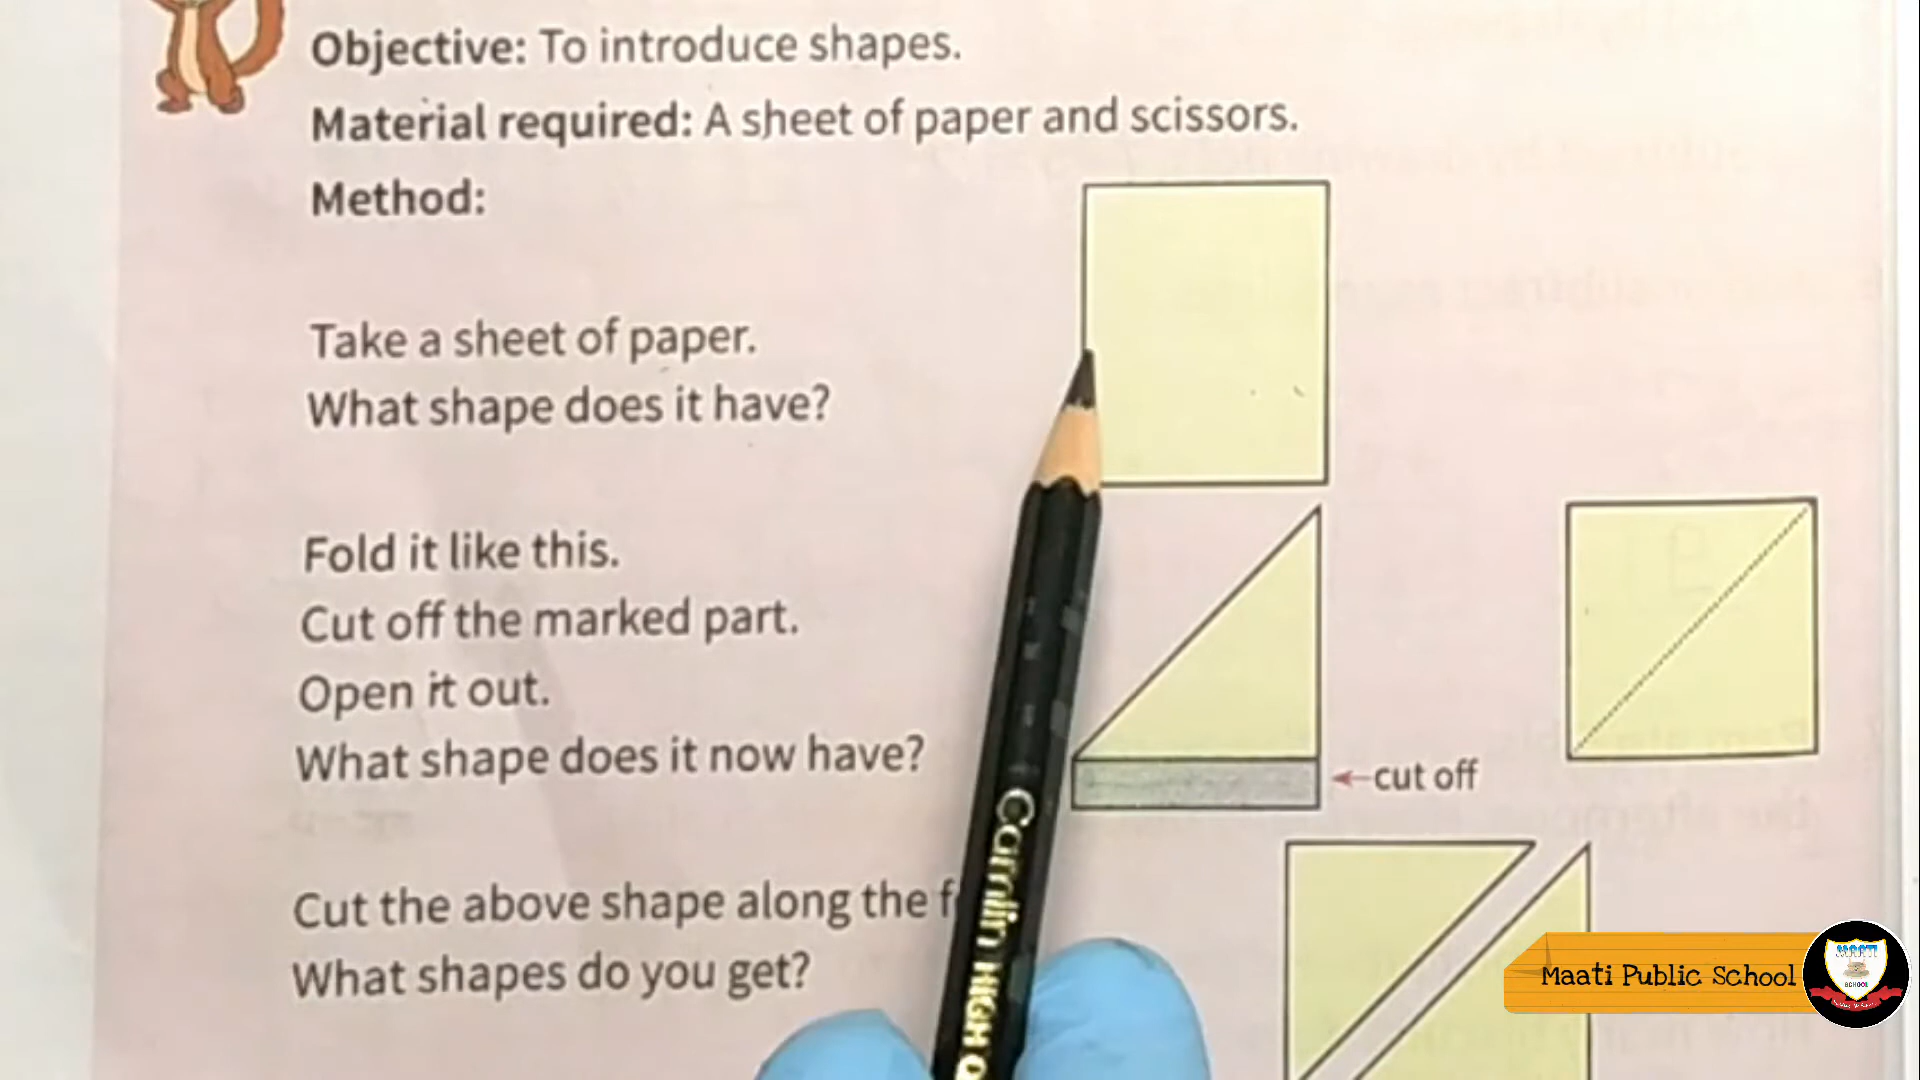 Objective: To introduce shapes.
Material required: A sheet of paper and scissors.
Method:
Take a sheet of paper.
What shape does it have?
Fold it like this.
Cut off the marked part.
Open it out.
What shape does it now have?
cut off
Cut the above shape along the f
What shapes do you get?
Camlin HIGH
Maati Public School
MAATI
SCHOOL